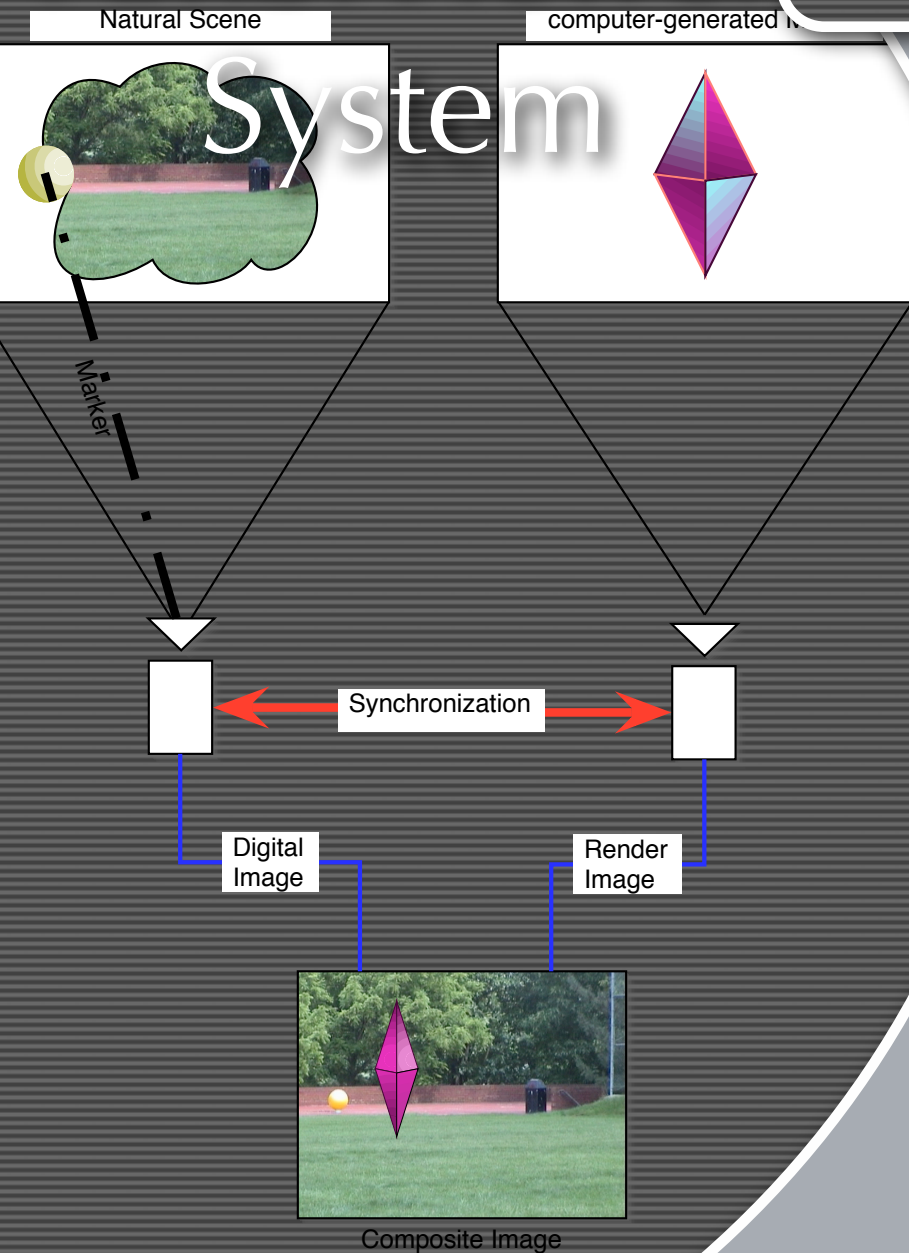 Natural Scene
computer-generated
System
Marker
Synchronization
Digital
Image
Render
Image
Composite Image